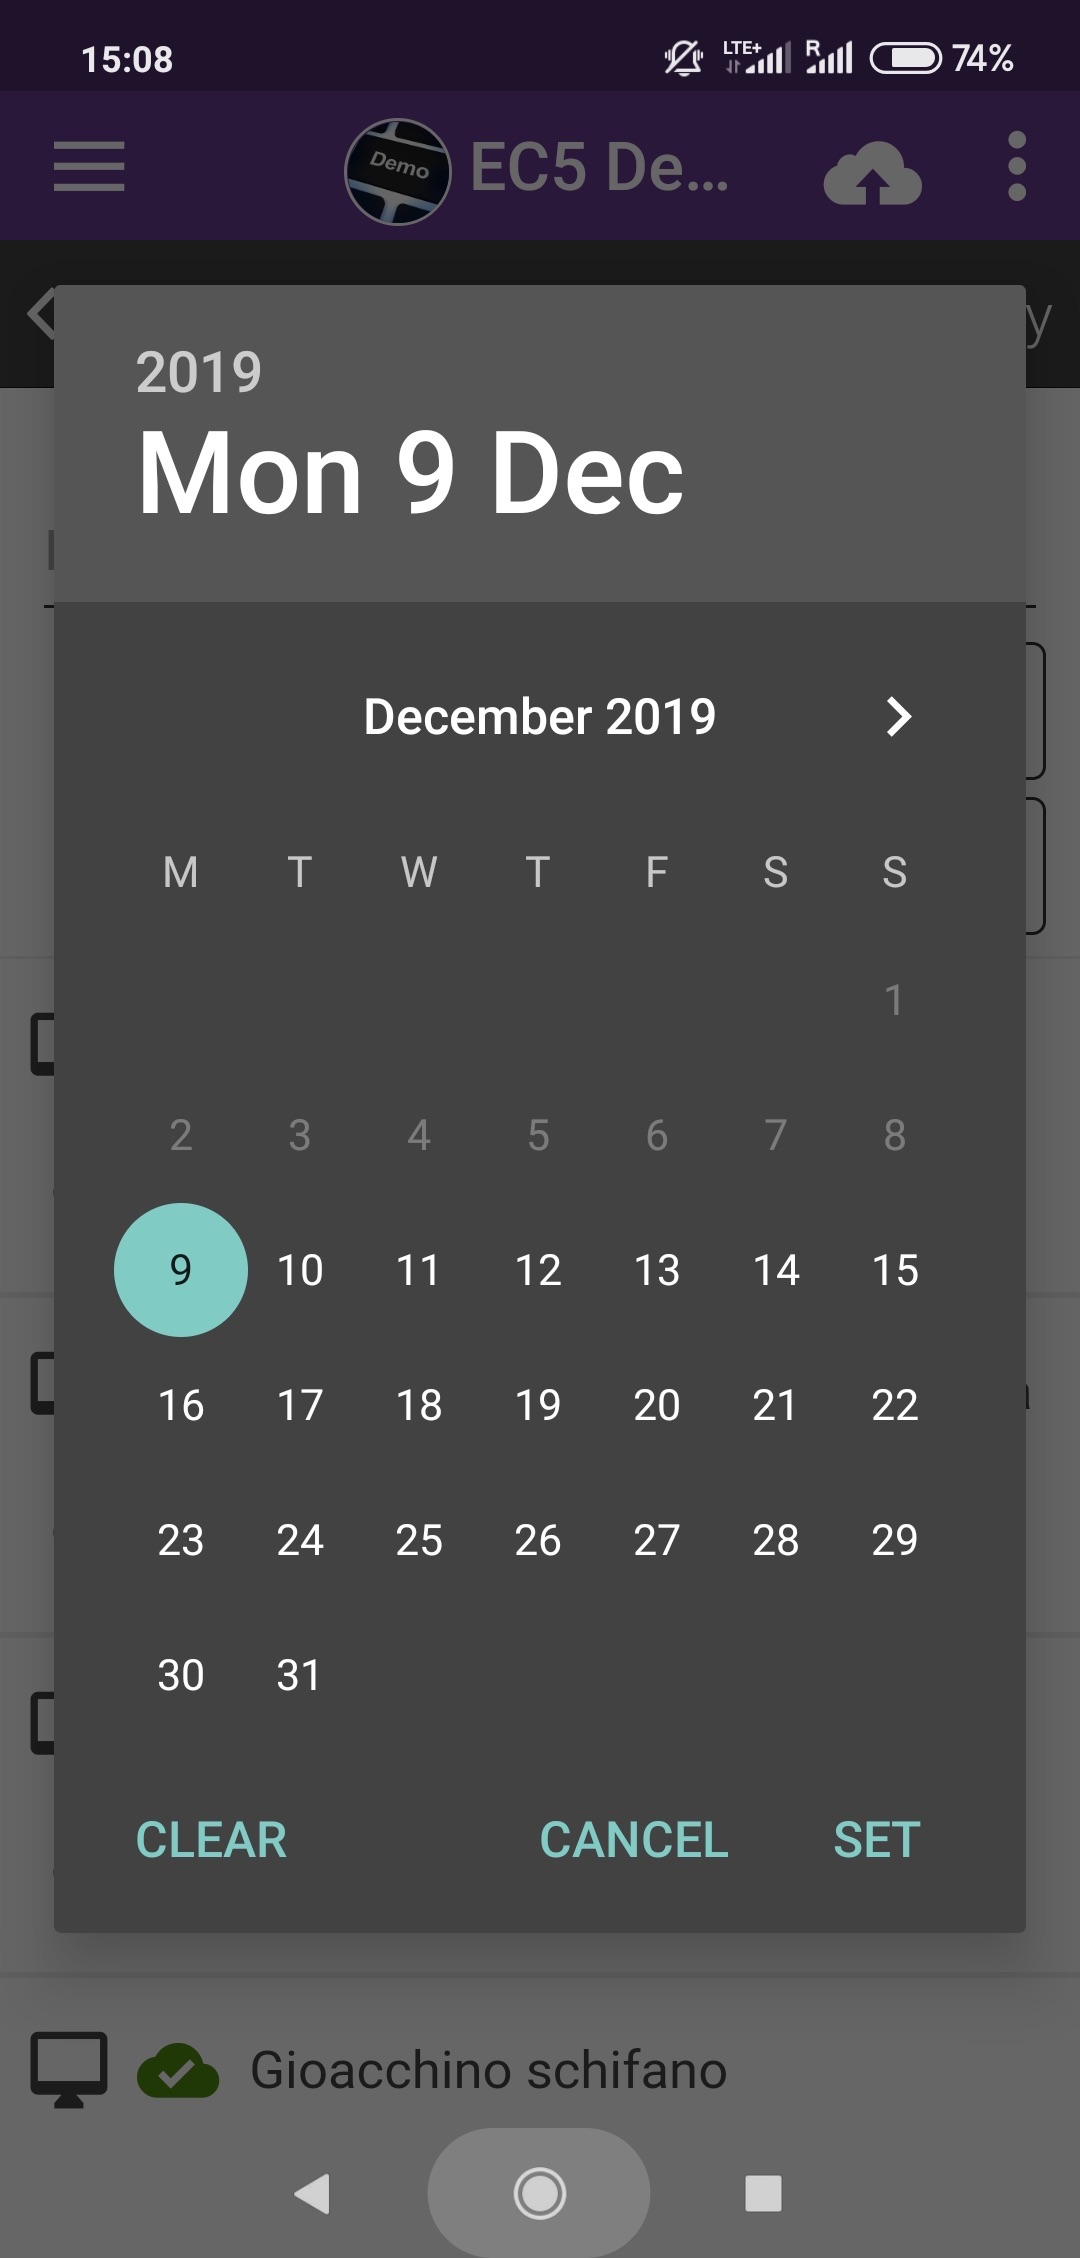 15:08
LTE+ R 74%
Demo
EC5 De...
y
2019
Mon 9 Dec
December 2019
M T W T F S S
1
2 3 4 5 6 7 8
9 10 11 12 13 14 15
16 17 18 19 20 21 22
23 24 25 26 27 28 29
30 31
CLEAR CANCEL SET
Gioacchino schifano